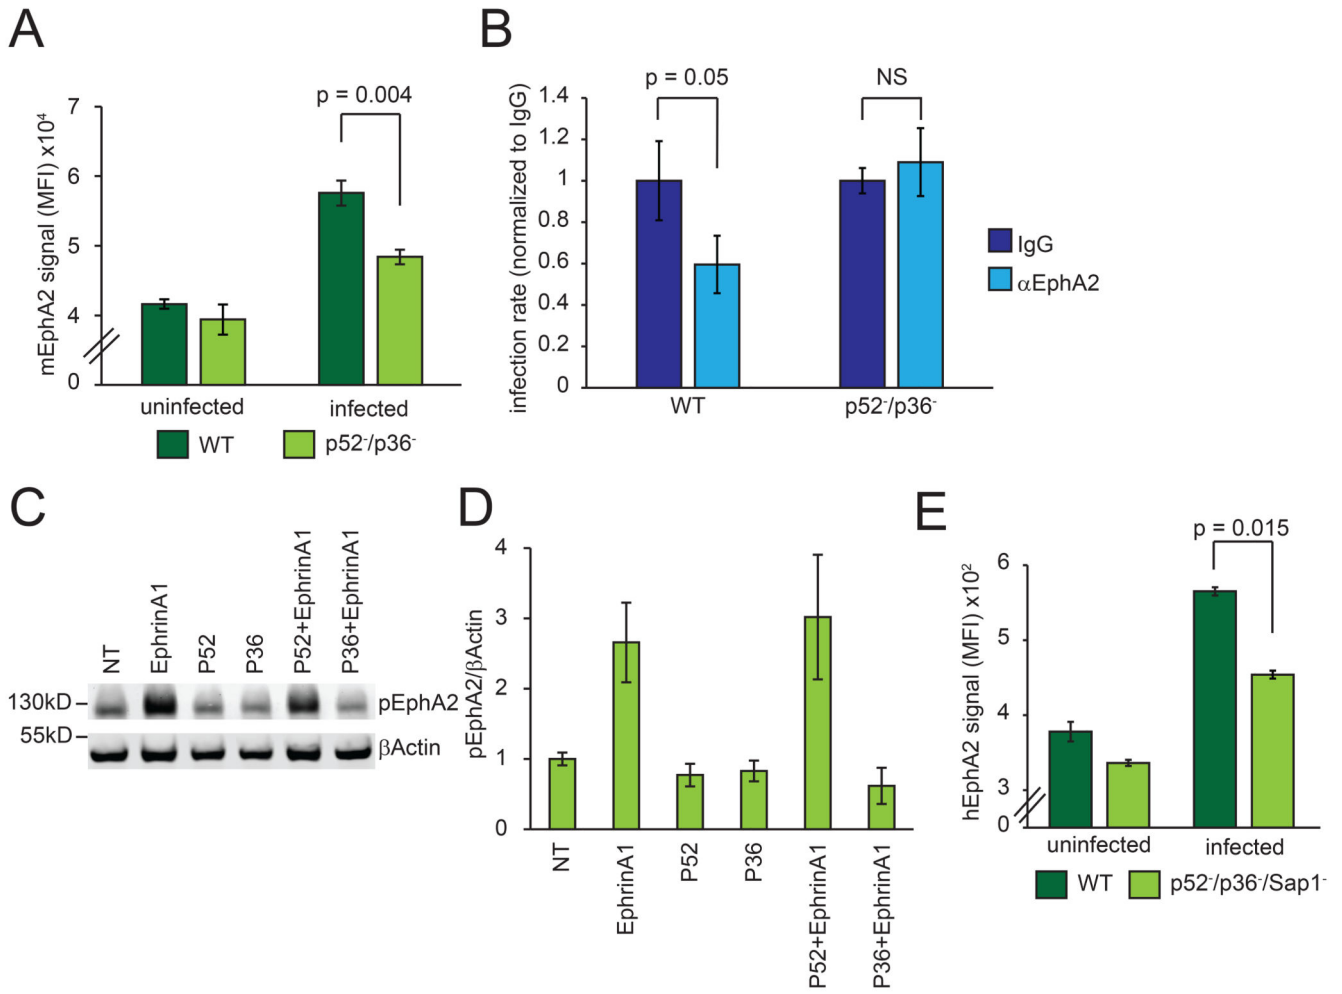 A
mEphA2 signal (MFI) x10⁴
7
6
5
4
0
p = 0.004
uninfected
infected
WT
p52⁻/p36⁻
B
infection rate (normalized to IgG)
1.4
1.2
1
0.8
0.6
0.4
0.2
0
p = 0.05
NS
WT
p52⁻/p36⁻
IgG
αEphA2
C
NT
EphrinA1
P52
P36
P52+EphrinA1
P36+EphrinA1
130kD
pEphA2
55kD
βActin
D
pEphA2/βActin
4
3
2
1
0
NT
EphrinA1
P52
P36
P52+EphrinA1
P36+EphrinA1
E
hEphA2 signal (MFI) x10²
6
5
4
3
0
p = 0.015
uninfected
infected
WT
p52⁻/p36⁻/Sap1⁻